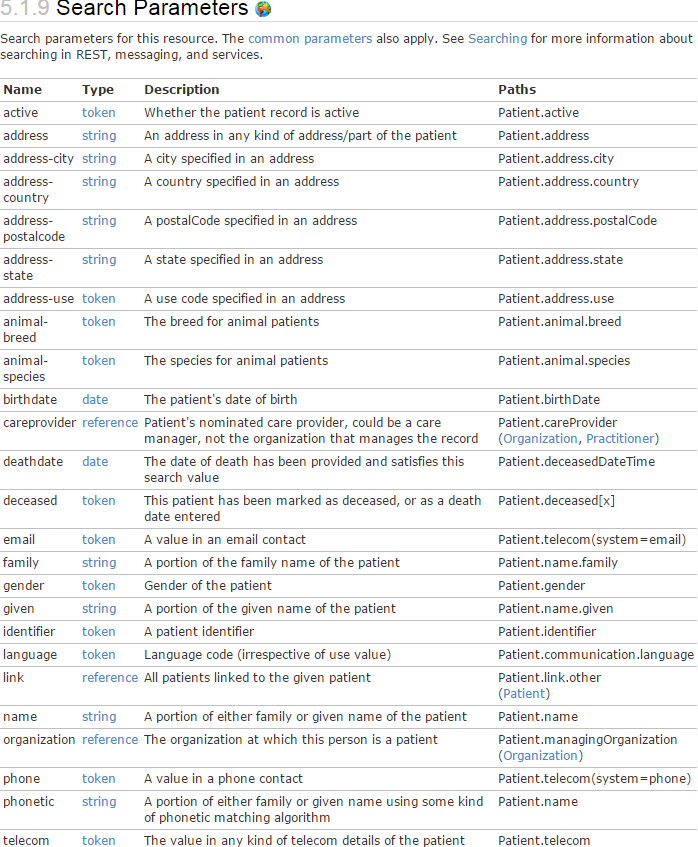 5.1.9 Search Parameters
Search parameters for this resource. The common parameters also apply. See Searching for more information about
searching in REST, messaging, and services.
Name Type Description Paths
active token Whether the patient record is active Patient.active
address string An address in any kind of address/part of the patient Patient.address
address-city string A city specified in an address Patient.address.city
address- string A country specified in an address Patient.address.country
country
address- string A postalCode specified in an address Patient.address.postalCode
postalcode
address- string A state specified in an address Patient.address.state
state
address-use token A use code specified in an address Patient.address.use
animal- token The breed for animal patients Patient.animal.breed
breed
animal- token The species for animal patients Patient.animal.species
species
birthdate date The patient's date of birth Patient.birthDate
careprovider reference Patient's nominated care provider, could be a care Patient.careProvider
manager, not the organization that manages the record (Organization, Practitioner)
deathdate date The date of death has been provided and satisfies this Patient.deceasedDateTime
search value
deceased token This patient has been marked as deceased, or as a death Patient.deceased[x]
date entered
email token A value in an email contact Patient.telecom(system=email)
family string A portion of the family name of the patient Patient.name.family
gender token Gender of the patient Patient.gender
given string A portion of the given name of the patient Patient.name.given
identifier token A patient identifier Patient.identifier
language token Language code (irrespective of use value) Patient.communication.language
link reference All patients linked to the given patient Patient.link.other
(Patient)
name string A portion of either family or given name of the patient Patient.name
organization reference The organization at which this person is a patient Patient.managingOrganization
(Organization)
phone token A value in a phone contact Patient.telecom(system=phone)
phonetic string A portion of either family or given name using some kind Patient.name
of phonetic matching algorithm
telecom token The value in any kind of telecom details of the patient Patient.telecom